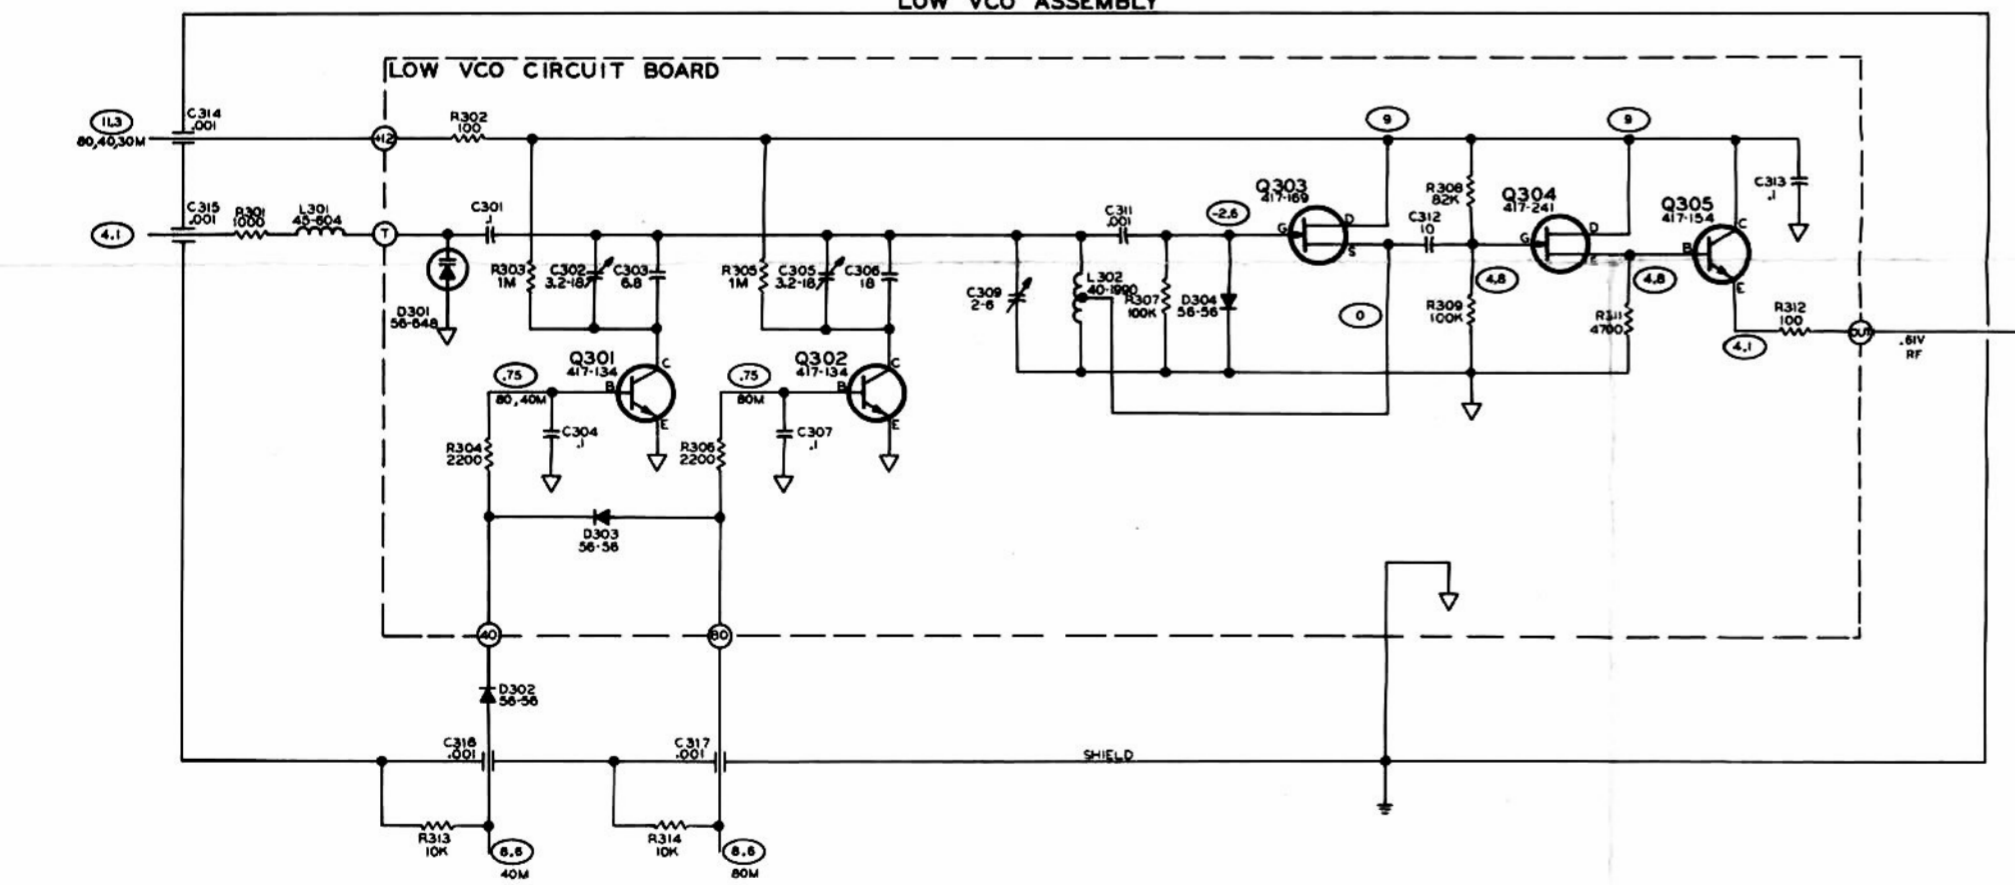 LOW VCO ASSEMBLY
LOW VCO CIRCUIT BOARD
11.3
80,40,30M
C314
.001
+12
R302
100
4.1
C315
.001
R301
1000
L301
45-604
T
C301
.1
D301
56-648
R303
1M
C302
3.2-18
C303
6.8
R305
1M
C305
3.2-18
C306
18
C309
2-6
L302
40-1990
C311
.001
R307
100K
D304
56-56
-2.6
Q303
417-169
G
D
S
9
0
C312
10
R308
82K
R309
100K
4.8
Q304
417-241
G
D
S
9
4.8
R311
4700
Q305
417-154
B
C
E
4.1
C313
.1
R312
100
OUT
.61V
RF
Q301
417-134
B
C
E
.75
80,40M
C304
.1
R304
2200
Q302
417-134
B
C
E
.75
80M
C307
.1
R306
2200
D303
56-56
40
80
D302
56-56
C316
.001
C317
.001
SHIELD
R313
10K
8.6
40M
R314
10K
8.6
80M